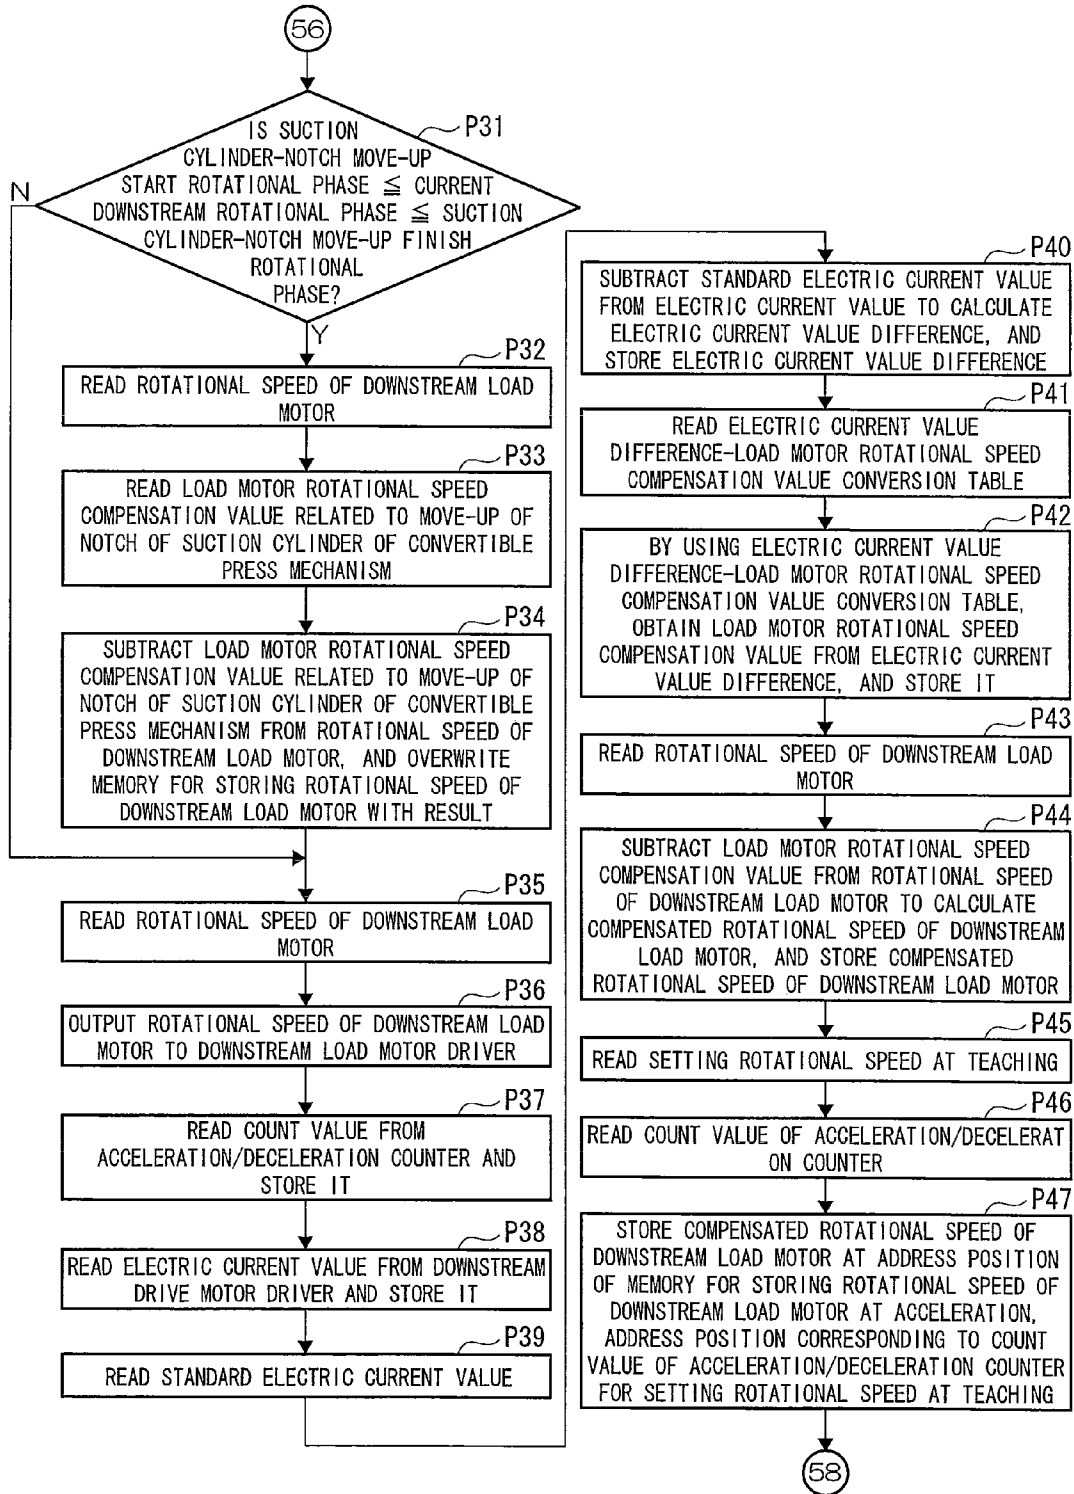 56
P31
IS SUCTION
CYLINDER-NOTCH MOVE-UP
START ROTATIONAL PHASE ≦ CURRENT
DOWNSTREAM ROTATIONAL PHASE ≦ SUCTION
CYLINDER-NOTCH MOVE-UP FINISH
ROTATIONAL
PHASE?
N
Y
P32
READ ROTATIONAL SPEED OF DOWNSTREAM LOAD
MOTOR
P33
READ LOAD MOTOR ROTATIONAL SPEED
COMPENSATION VALUE RELATED TO MOVE-UP OF
NOTCH OF SUCTION CYLINDER OF CONVERTIBLE
PRESS MECHANISM
P34
SUBTRACT LOAD MOTOR ROTATIONAL SPEED
COMPENSATION VALUE RELATED TO MOVE-UP OF
NOTCH OF SUCTION CYLINDER OF CONVERTIBLE
PRESS MECHANISM FROM ROTATIONAL SPEED OF
DOWNSTREAM LOAD MOTOR, AND OVERWRITE
MEMORY FOR STORING ROTATIONAL SPEED OF
DOWNSTREAM LOAD MOTOR WITH RESULT
P35
READ ROTATIONAL SPEED OF DOWNSTREAM LOAD
MOTOR
P36
OUTPUT ROTATIONAL SPEED OF DOWNSTREAM LOAD
MOTOR TO DOWNSTREAM LOAD MOTOR DRIVER
P37
READ COUNT VALUE FROM
ACCELERATION/DECELERATION COUNTER AND
STORE IT
P38
READ ELECTRIC CURRENT VALUE FROM DOWNSTREAM
DRIVE MOTOR DRIVER AND STORE IT
P39
READ STANDARD ELECTRIC CURRENT VALUE
P40
SUBTRACT STANDARD ELECTRIC CURRENT VALUE
FROM ELECTRIC CURRENT VALUE TO CALCULATE
ELECTRIC CURRENT VALUE DIFFERENCE, AND
STORE ELECTRIC CURRENT VALUE DIFFERENCE
P41
READ ELECTRIC CURRENT VALUE
DIFFERENCE-LOAD MOTOR ROTATIONAL SPEED
COMPENSATION VALUE CONVERSION TABLE
P42
BY USING ELECTRIC CURRENT VALUE
DIFFERENCE-LOAD MOTOR ROTATIONAL SPEED
COMPENSATION VALUE CONVERSION TABLE,
OBTAIN LOAD MOTOR ROTATIONAL SPEED
COMPENSATION VALUE FROM ELECTRIC CURRENT
VALUE DIFFERENCE, AND STORE IT
P43
READ ROTATIONAL SPEED OF DOWNSTREAM LOAD
MOTOR
P44
SUBTRACT LOAD MOTOR ROTATIONAL SPEED
COMPENSATION VALUE FROM ROTATIONAL SPEED
OF DOWNSTREAM LOAD MOTOR TO CALCULATE
COMPENSATED ROTATIONAL SPEED OF DOWNSTREAM
LOAD MOTOR, AND STORE COMPENSATED
ROTATIONAL SPEED OF DOWNSTREAM LOAD MOTOR
P45
READ SETTING ROTATIONAL SPEED AT TEACHING
P46
READ COUNT VALUE OF ACCELERATION/DECELERAT
ON COUNTER
P47
STORE COMPENSATED ROTATIONAL SPEED OF
DOWNSTREAM LOAD MOTOR AT ADDRESS POSITION
OF MEMORY FOR STORING ROTATIONAL SPEED OF
DOWNSTREAM LOAD MOTOR AT ACCELERATION,
ADDRESS POSITION CORRESPONDING TO COUNT
VALUE OF ACCELERATION/DECELERATION COUNTER
FOR SETTING ROTATIONAL SPEED AT TEACHING
58